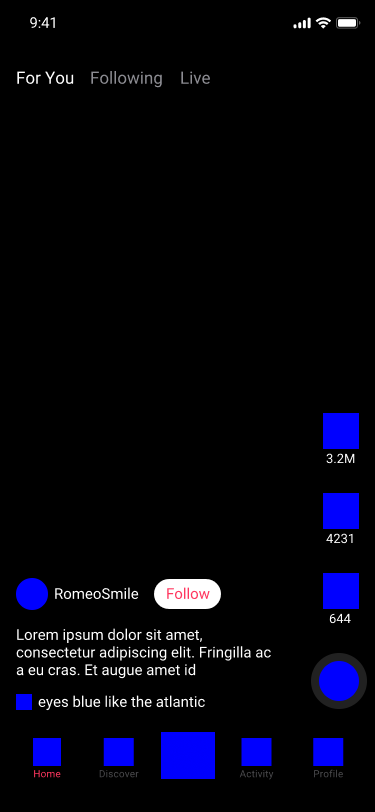 9:41
For You Following Live
3.2M
4231
644
RomeoSmile Follow
Lorem ipsum dolor sit amet,
consectetur adipiscing elit. Fringilla ac
a eu cras. Et augue amet id
eyes blue like the atlantic
Home Discover Activity Profile